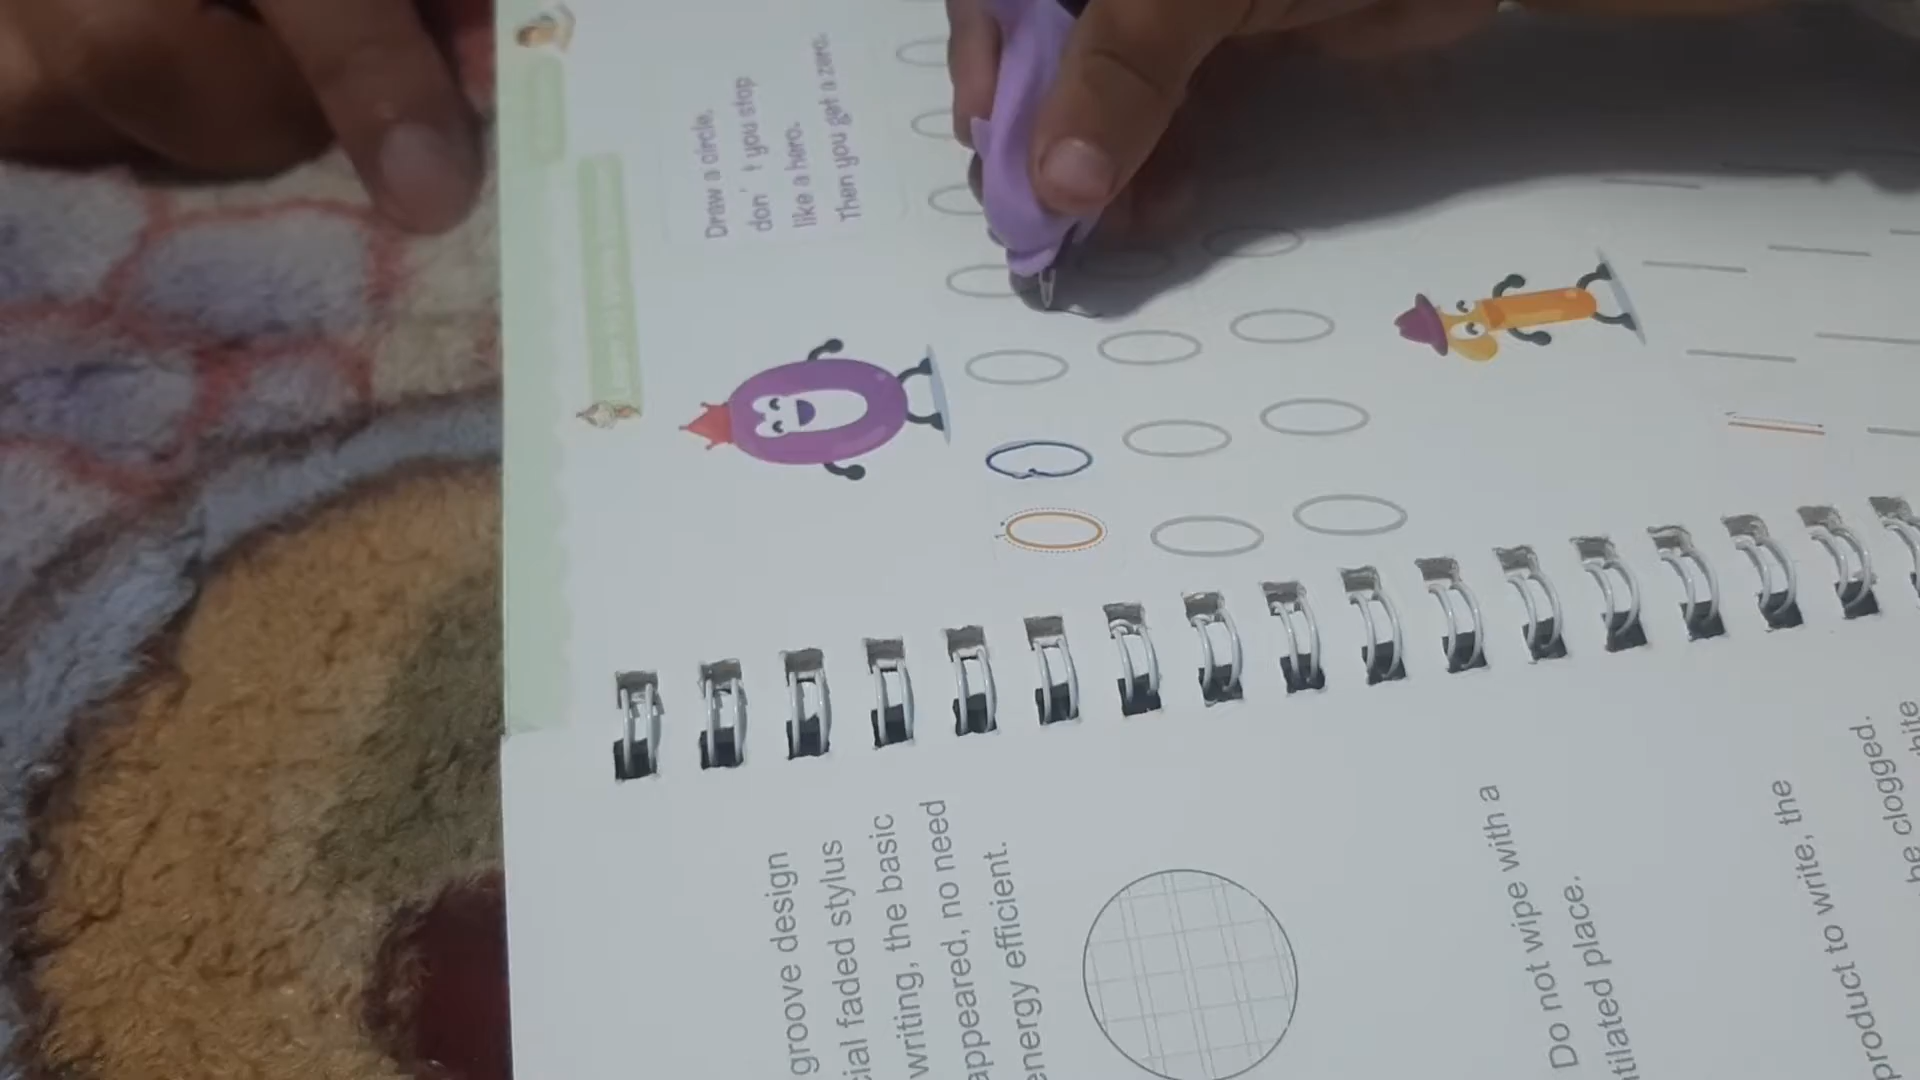 Draw a circle,
don't you stop
like a hero.
Then you get a zero.
groove design
cial faded stylus
writing, the basic
appeared, no need
energy efficient.
Do not wipe with a
tilated place.
product to write, the
be clogged.